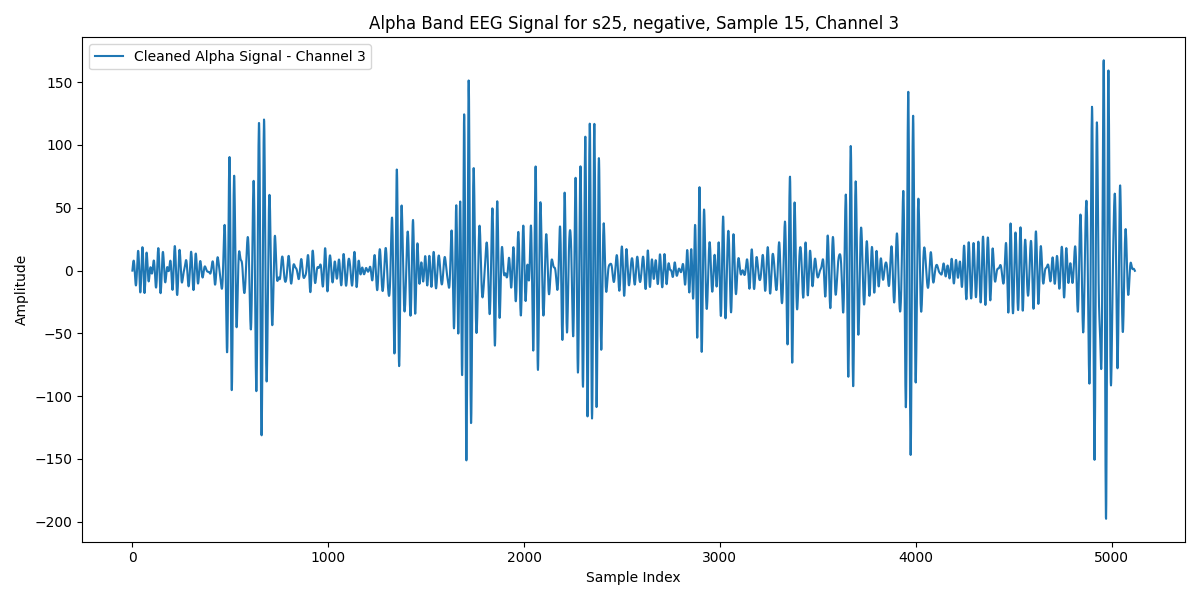 Alpha Band EEG Signal for s25, negative, Sample 15, Channel 3
Cleaned Alpha Signal - Channel 3
Amplitude
150
100
50
0
−50
−100
−150
−200
0 1000 2000 3000 4000 5000
Sample Index